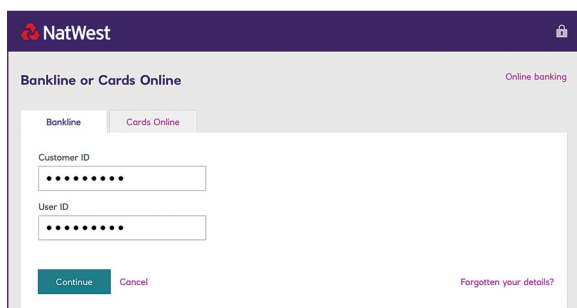 NatWest
Bankline or Cards Online
Online banking
Bankline
Cards Online
Customer ID
•••••••••
User ID
•••••••••
Continue
Cancel
Forgotten your details?